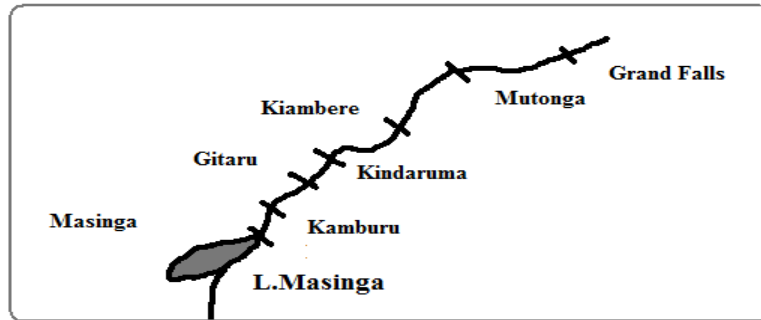 Grand Falls
Mutonga
Kiambere
Gitaru
Kindaruma
Masinga
Kamburu
L.Masinga